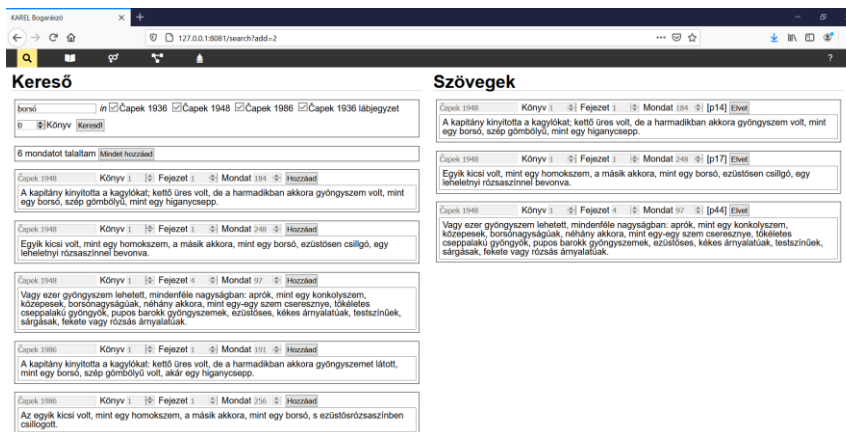 KAREL Bogarászó
127.0.0.1:8081/search?add=2
?
Kereső
borsó in Čapek 1936 Čapek 1948 Čapek 1986 Čapek 1936 lábjegyzet
0 Könyv Keresd!
6 mondatot talaltam Mindet hozzáad
Čapek 1948 Könyv 1 Fejezet 1 Mondat 184 Hozzáad
A kapitány kinyitotta a kagylókat; kettő üres volt, de a harmadikban akkora gyöngyszem volt, mint
egy borsó, szép gömbölyű, mint egy higanycsepp.
Čapek 1948 Könyv 1 Fejezet 1 Mondat 248 Hozzáad
Egyik kicsi volt, mint egy homokszem, a másik akkora, mint egy borsó, ezüstösen csillgó, egy
leheletnyi rózsaszínnel bevonva.
Čapek 1948 Könyv 1 Fejezet 4 Mondat 97 Hozzáad
Vagy ezer gyöngyszem lehetett, mindenféle nagyságban: aprók, mint egy konkolyszem,
közepesek, borsónagyságúak, néhány akkora, mint egy-egy szem cseresznye, tökéletes
cseppalakú gyöngyök, pupos barokk gyöngyszemek, ezüstöses, kékes árnyalatúak, testszínűek,
sárgásak, fekete vagy rózsás árnyalatúak.
Čapek 1986 Könyv 1 Fejezet 1 Mondat 191 Hozzáad
A kapitány kinyitotta a kagylókat: kettő üres volt, de a harmadikban akkora gyöngyszemet látott,
mint egy borsó, szép gömbölyű volt, akár egy higanycsepp.
Čapek 1986 Könyv 1 Fejezet 1 Mondat 256 Hozzáad
Az egyik kicsi volt, mint egy homokszem, a másik akkora, mint egy borsó, s ezüstösrózsaszínben
csillogott.
Szövegek
Čapek 1948 Könyv 1 Fejezet 1 Mondat 184 [p14] Elvet
A kapitány kinyitotta a kagylókat; kettő üres volt, de a harmadikban akkora gyöngyszem volt, mint
egy borsó, szép gömbölyű, mint egy higanycsepp.
Čapek 1948 Könyv 1 Fejezet 1 Mondat 248 [p17] Elvet
Egyik kicsi volt, mint egy homokszem, a másik akkora, mint egy borsó, ezüstösen csillgó, egy
leheletnyi rózsaszínnel bevonva.
Čapek 1948 Könyv 1 Fejezet 4 Mondat 97 [p44] Elvet
Vagy ezer gyöngyszem lehetett, mindenféle nagyságban: aprók, mint egy konkolyszem,
közepesek, borsónagyságúak, néhány akkora, mint egy-egy szem cseresznye, tökéletes
cseppalakú gyöngyök, pupos barokk gyöngyszemek, ezüstöses, kékes árnyalatúak, testszínűek,
sárgásak, fekete vagy rózsás árnyalatúak.